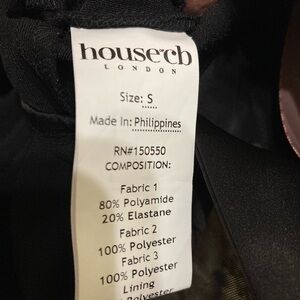 house of cb
LONDON
Size: S
Made In: Philippines
RN#150550
COMPOSITION:
Fabric 1
80% Polyamide
20% Elastane
Fabric 2
100% Polyester
Fabric 3
100% Polyester
Lining
Polyester